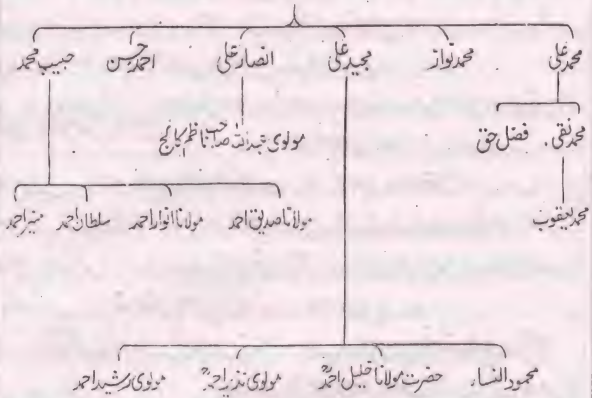 محمد علی محمد نواز مجید علی انصار علی احمد حسن حبیب محمد
محمد نقی۔ فضل حق مولوی عبداللہ صاحب ناظم کالج
محمد یعقوب مولانا صدیق احمد مولانا انوار احمد سلطان احمد منیر احمد
محمود النساء حضرت مولانا خلیل احمدؒ مولوی نذیر احمدؒ مولوی رشید احمد